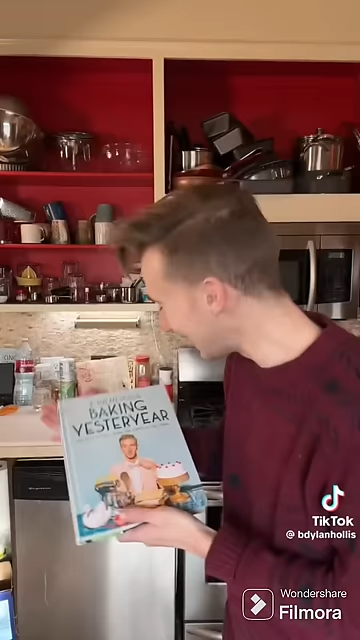 BAKING
YESTERYEAR
TikTok
@ bdylanhollis
Wondershare
Filmora